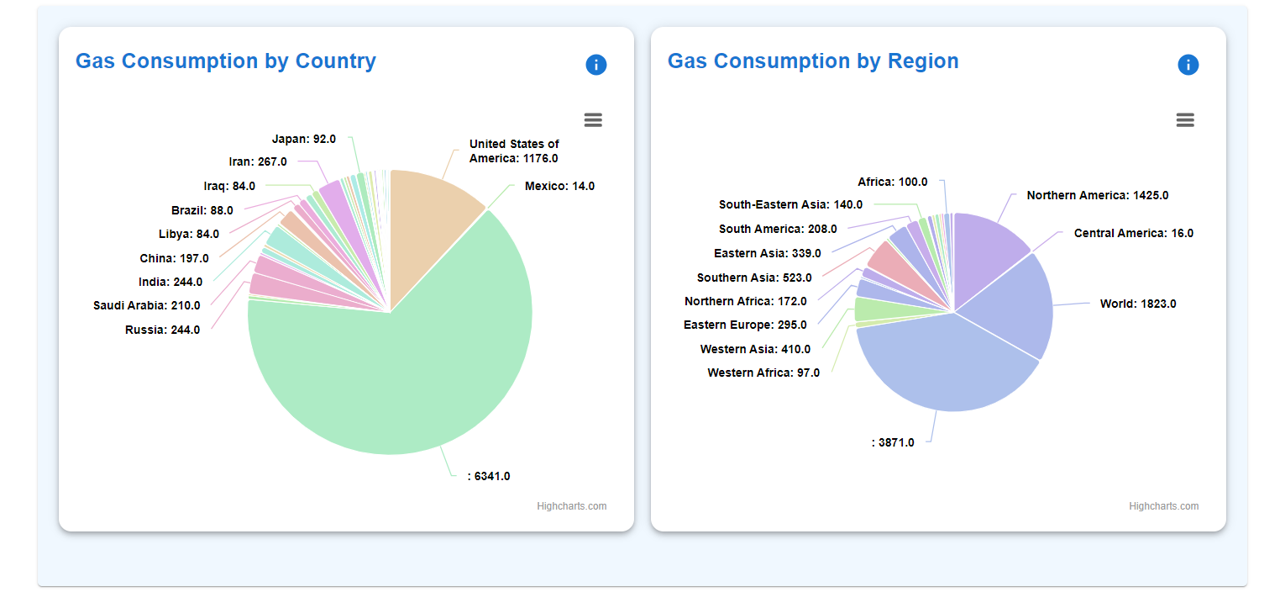 Gas Consumption by Country
i
Japan: 92.0
United States of
America: 1176.0
Iran: 267.0
Mexico: 14.0
Iraq: 84.0
Brazil: 88.0
Libya: 84.0
China: 197.0
India: 244.0
Saudi Arabia: 210.0
Russia: 244.0
: 6341.0
Highcharts.com
Gas Consumption by Region
i
Africa: 100.0
Northern America: 1425.0
South-Eastern Asia: 140.0
South America: 208.0
Central America: 16.0
Eastern Asia: 339.0
Southern Asia: 523.0
Northern Africa: 172.0
World: 1823.0
Eastern Europe: 295.0
Western Asia: 410.0
Western Africa: 97.0
: 3871.0
Highcharts.com